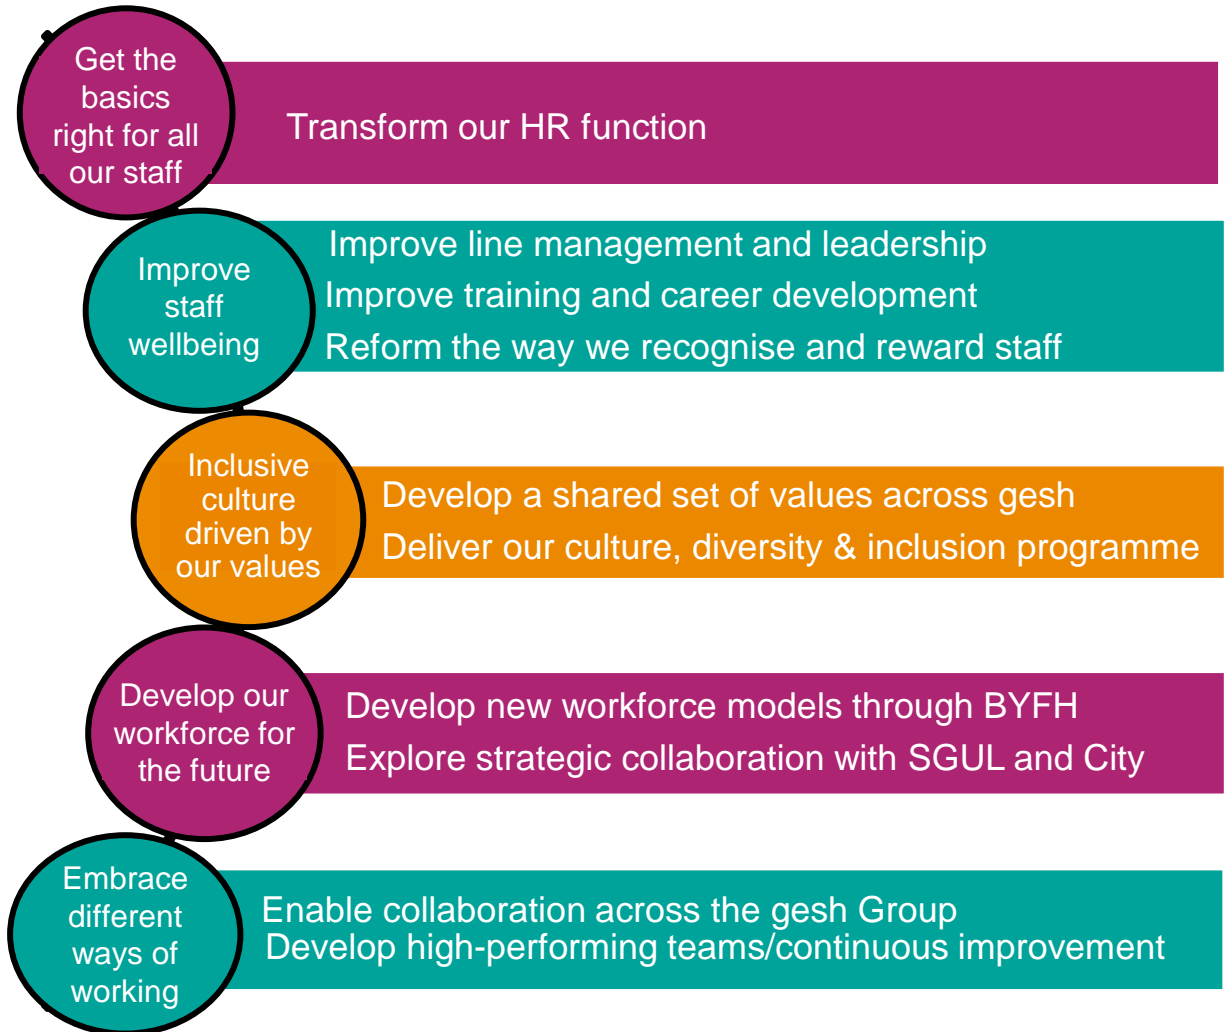 Get the
basics
right for all
our staff
Transform our HR function
Improve
staff
wellbeing
Improve line management and leadership
Improve training and career development
Reform the way we recognise and reward staff
Inclusive
culture
driven by
our values
Develop a shared set of values across gesh
Deliver our culture, diversity & inclusion programme
Develop our
workforce for
the future
Develop new workforce models through BYFH
Explore strategic collaboration with SGUL and City
Embrace
different
ways of
working
Enable collaboration across the gesh Group
Develop high-performing teams/continuous improvement